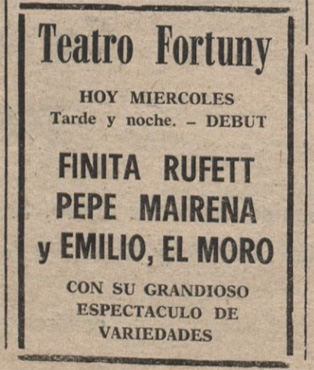 Teatro Fortuny
HOY MIERCOLES
Tarde y noche. – DEBUT
FINITA RUFETT
PEPE MAIRENA
y EMILIO, EL MORO
CON SU GRANDIOSO
ESPECTACULO DE
VARIEDADES